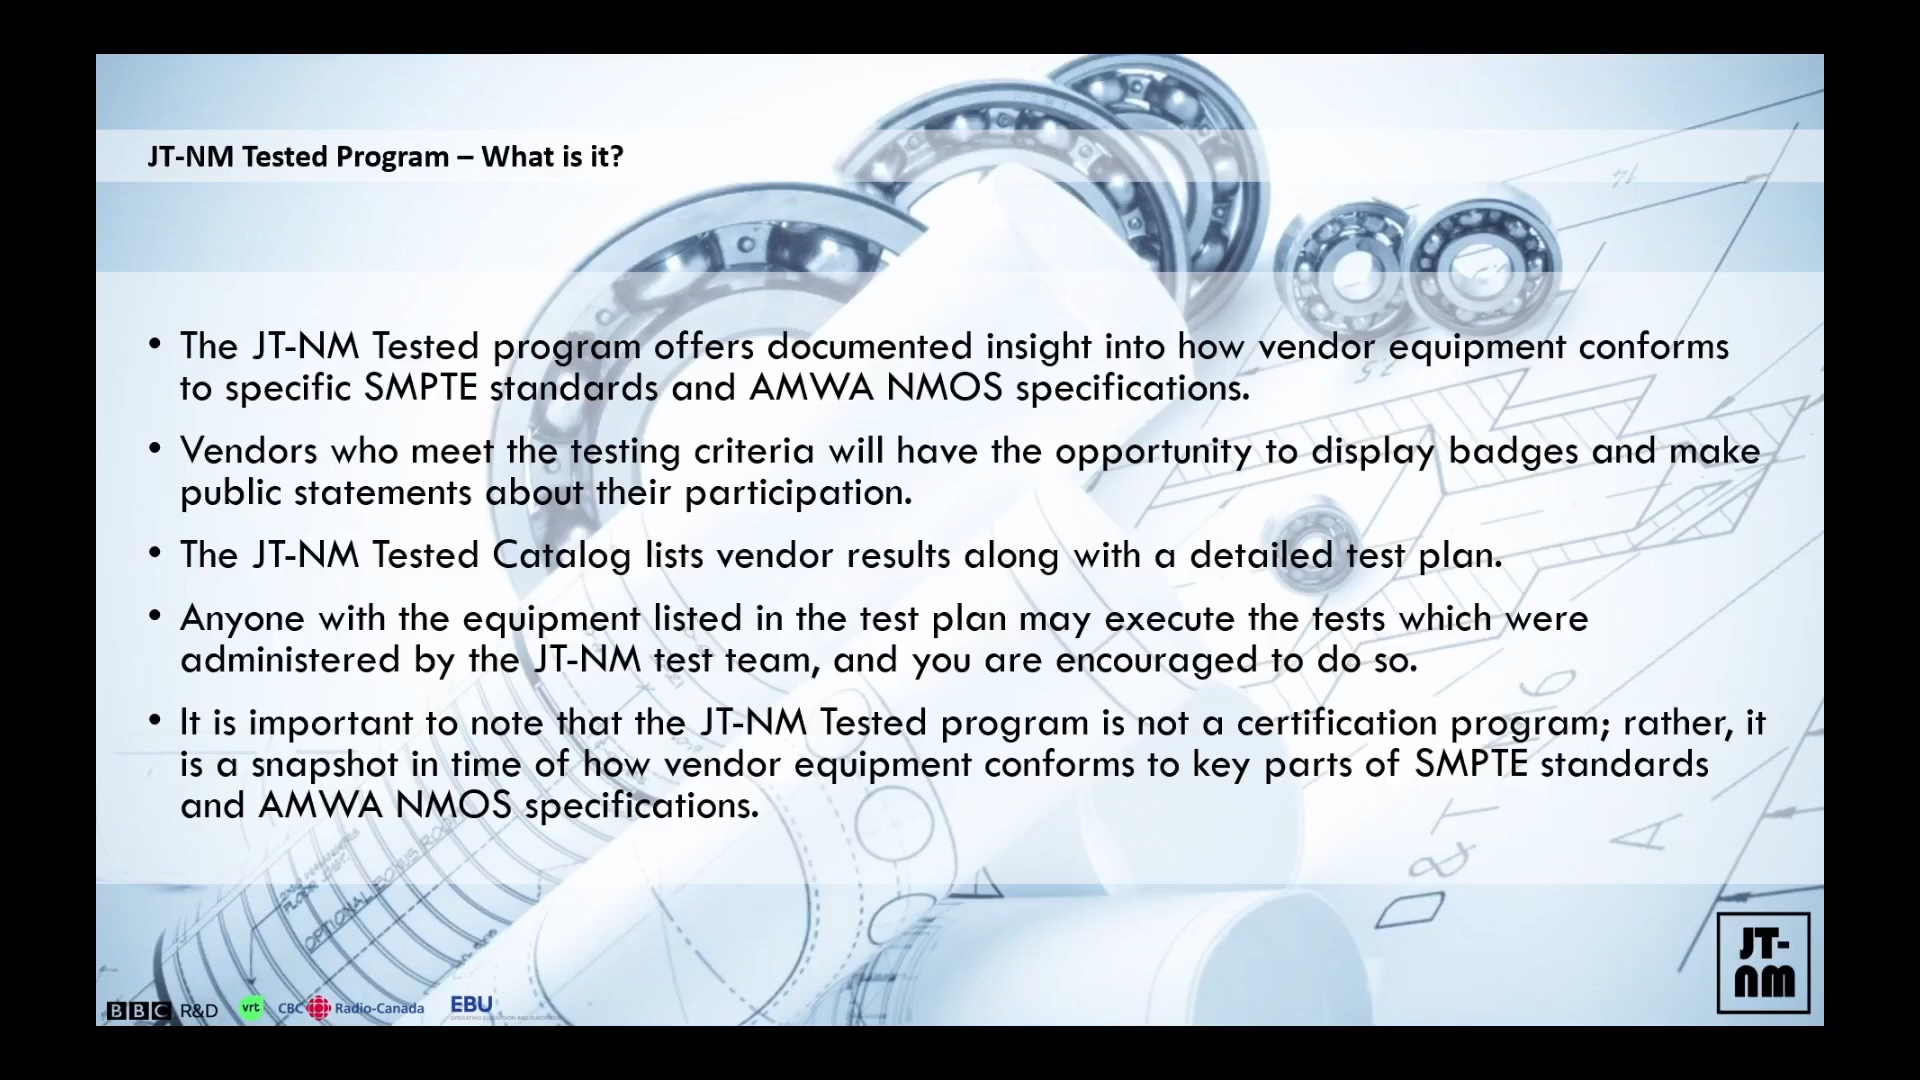 JT-NM Tested Program – What is it?
• The JT-NM Tested program offers documented insight into how vendor equipment conforms
to specific SMPTE standards and AMWA NMOS specifications.
• Vendors who meet the testing criteria will have the opportunity to display badges and make
public statements about their participation.
• The JT-NM Tested Catalog lists vendor results along with a detailed test plan.
• Anyone with the equipment listed in the test plan may execute the tests which were
administered by the JT-NM test team, and you are encouraged to do so.
• It is important to note that the JT-NM Tested program is not a certification program; rather, it
is a snapshot in time of how vendor equipment conforms to key parts of SMPTE standards
and AMWA NMOS specifications.
OPTIONAL
D&T
A
BBC R&D vrt CBC Radio-Canada EBU
JT-
nm